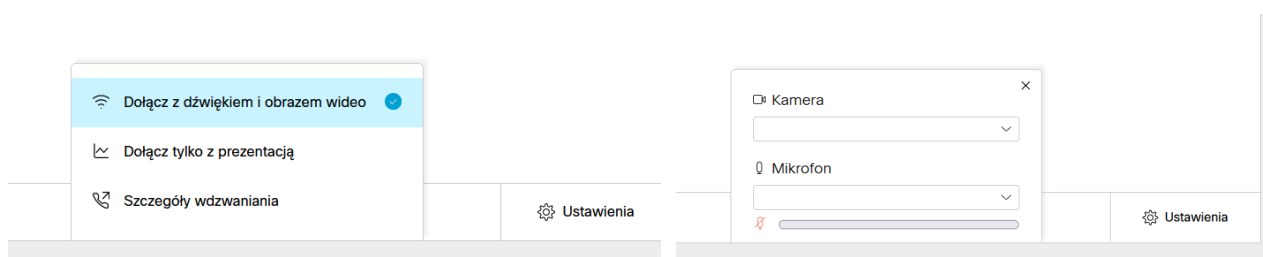 Dołącz z dźwiękiem i obrazem wideo
Dołącz tylko z prezentacją
Szczegóły wdzwaniania
Ustawienia
Kamera
Mikrofon
Ustawienia